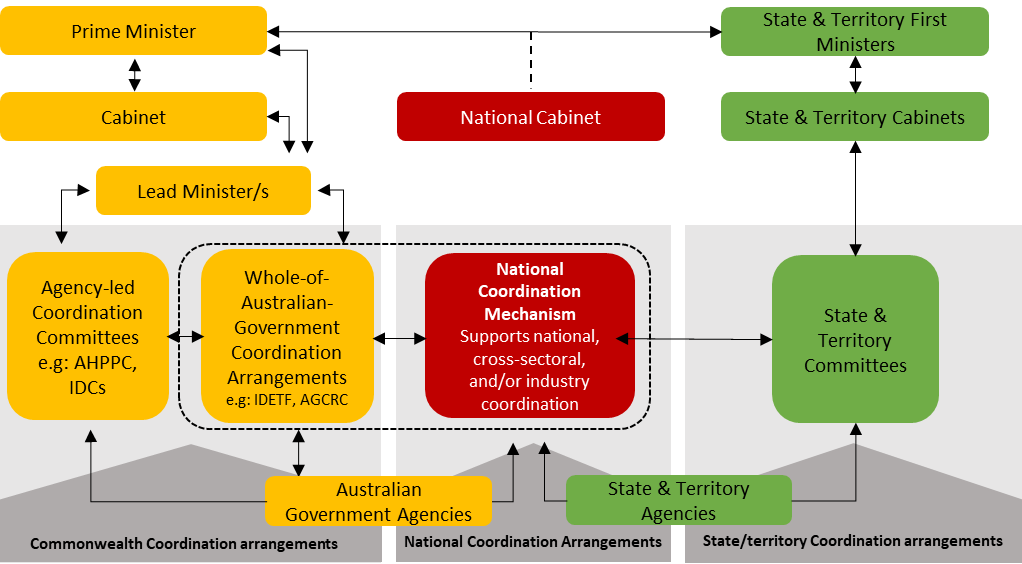 Prime Minister
State & Territory First
Ministers
Cabinet
National Cabinet
State & Territory Cabinets
Lead Minister/s
Agency-led
Coordination
Committees
e.g: AHPPC,
IDCs
Whole-of-
Australian-
Government
Coordination
Arrangements
e.g: IDETF, AGCRC
National
Coordination
Mechanism
Supports national,
cross-sectoral,
and/or industry
coordination
State &
Territory
Committees
Australian
Government Agencies
State & Territory
Agencies
Commonwealth Coordination arrangements
National Coordination Arrangements
State/territory Coordination arrangements